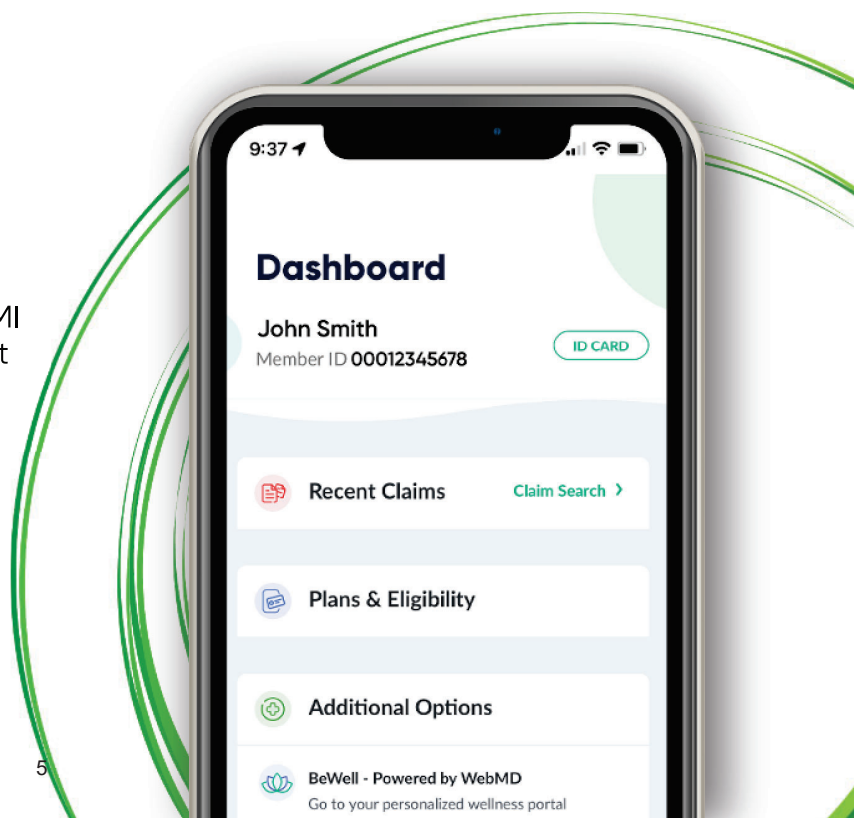 9:37
Dashboard
John Smith
Member ID 00012345678
ID CARD
MI
t
Recent Claims
Claim Search >
Plans & Eligibility
Additional Options
BeWell - Powered by WebMD
Go to your personalized wellness portal
5